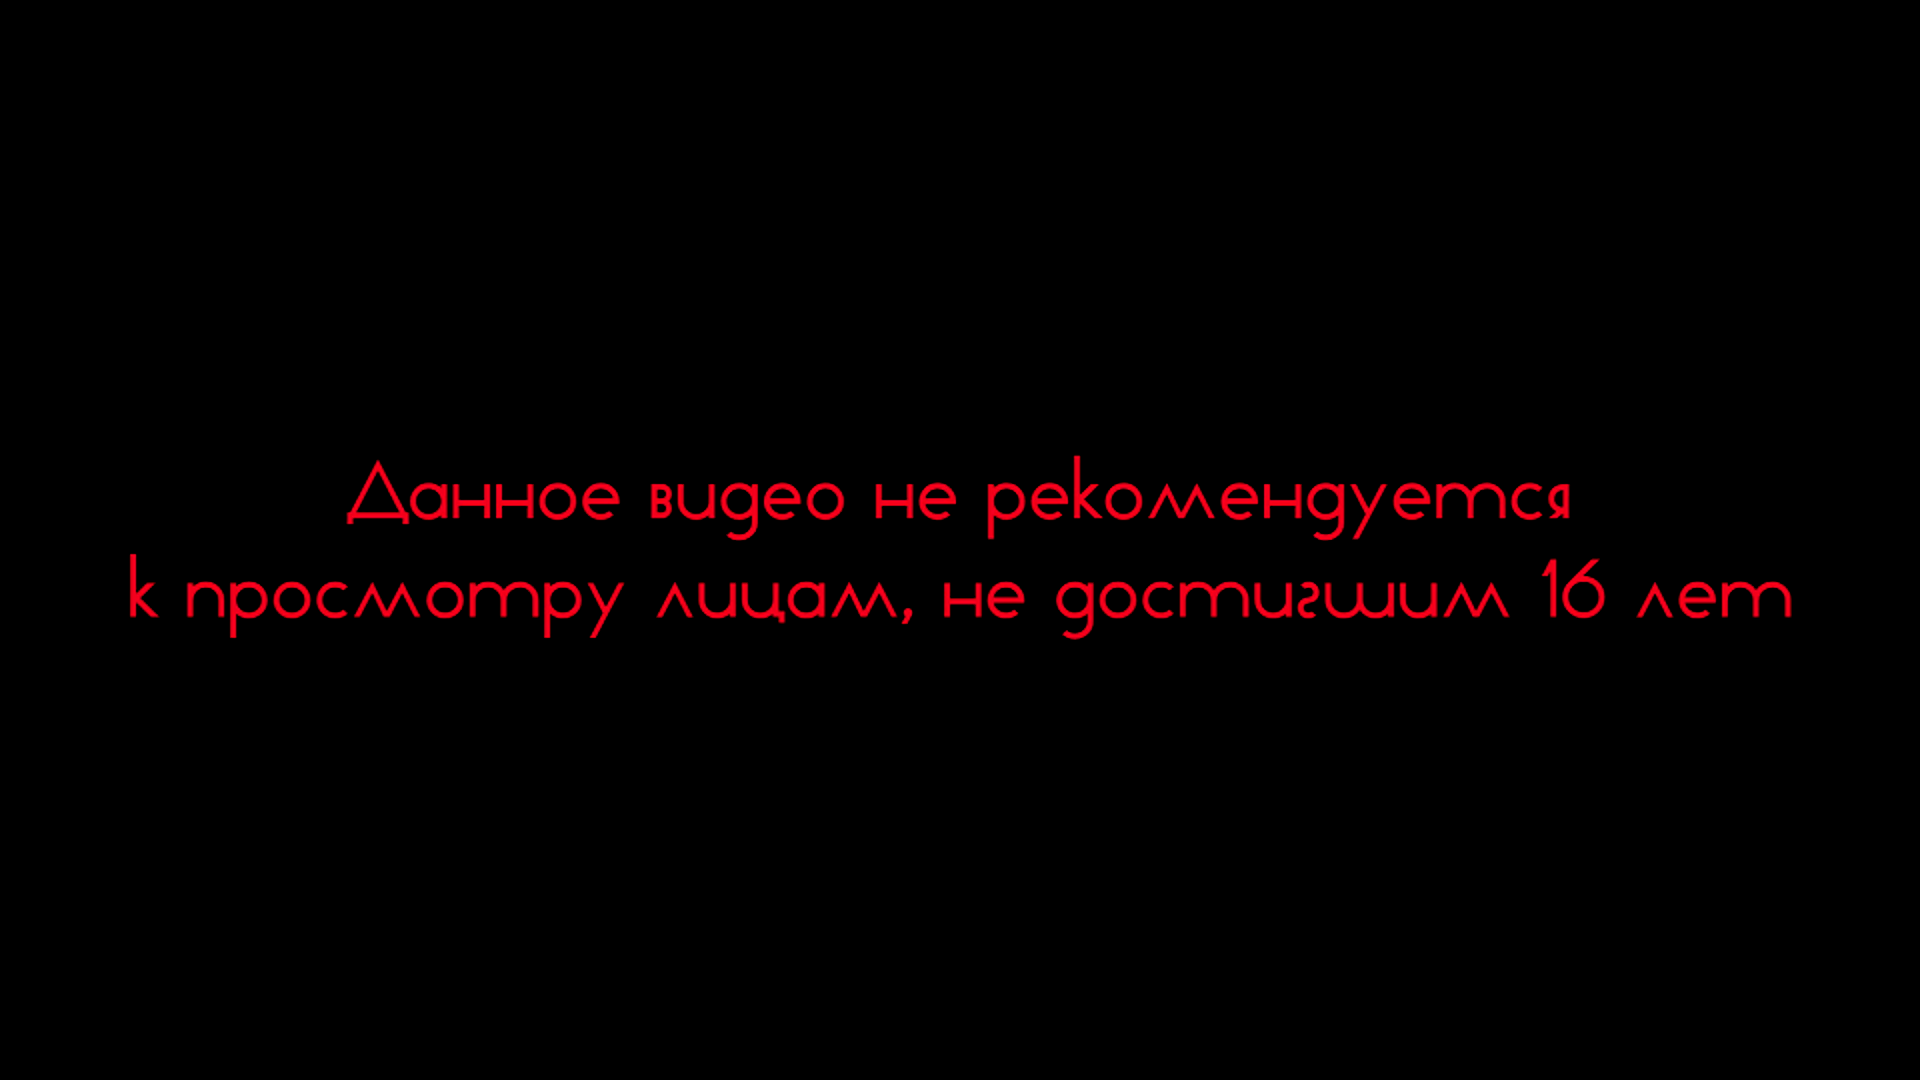 Данное видео не рекомендуется
к просмотру лицам, не достигшим 16 лет